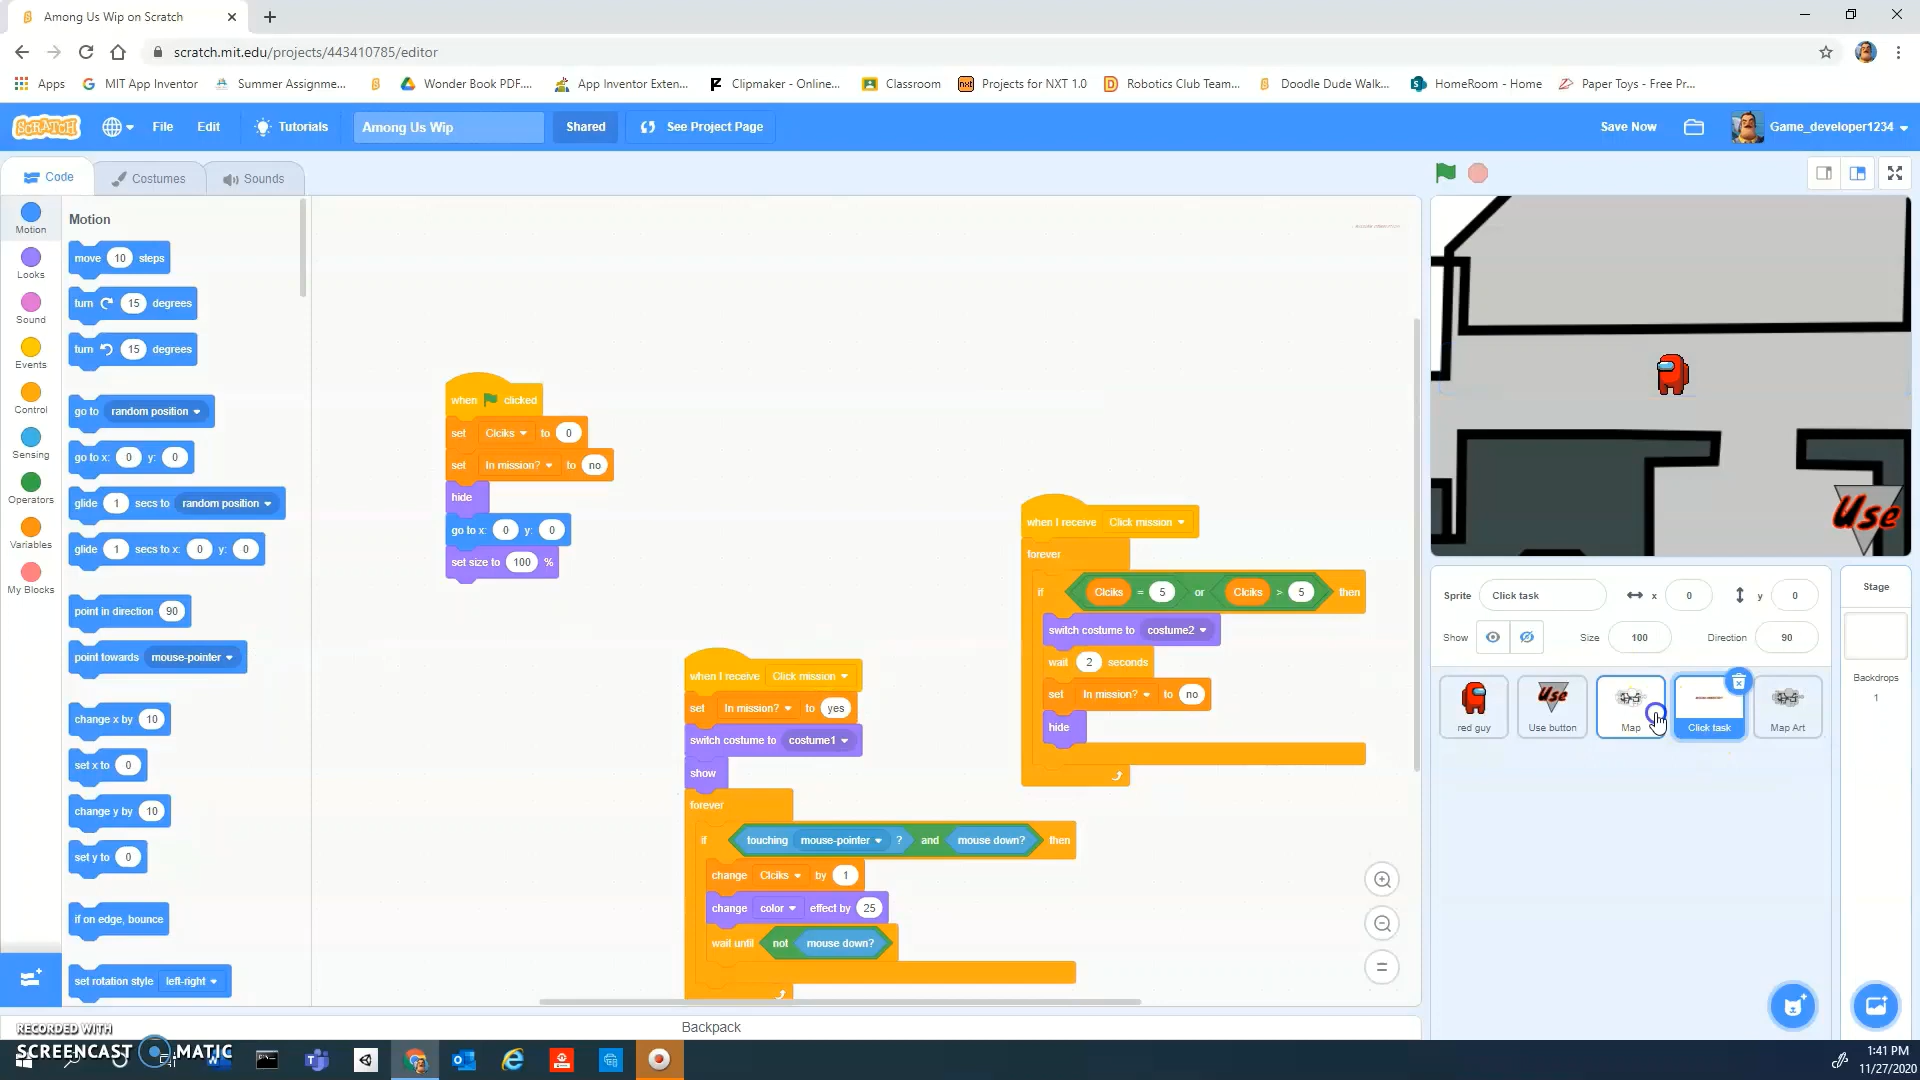 Among Us Wip on Scratch
scratch.mit.edu/projects/443410785/editor
Apps MIT App Inventor Summer Assignme... Wonder Book PDF.... App Inventor Exten... Clipmaker - Online... Classroom Projects for NXT 1.0 Robotics Club Team... Doodle Dude Walk... HomeRoom - Home Paper Toys - Free Pr...
SCRATCH File Edit Tutorials Among Us Wip Shared See Project Page Save Now Game_developer1234
Code Costumes Sounds
Motion
Looks
Sound
Events
Control
Sensing
Operators
Variables
My Blocks
Motion
move 10 steps
turn 15 degrees
turn 15 degrees
go to random position
go to x: 0 y: 0
glide 1 secs to random position
glide 1 secs to x: 0 y: 0
point in direction 90
point towards mouse-pointer
change x by 10
set x to 0
change y by 10
set y to 0
if on edge, bounce
set rotation style left-right
when clicked
set Clciks to 0
set In mission? to no
hide
go to x: 0 y: 0
set size to 100 %
when I receive Click mission
set In mission? to yes
switch costume to costume1
show
forever
if touching mouse-pointer ? and mouse down? then
change Clciks by 1
change color effect by 25
wait until not mouse down?
when I receive Click mission
forever
if Clciks = 5 or Clciks > 5 then
switch costume to costume2
wait 2 seconds
set In mission? to no
hide
Use
Sprite Click task x 0 y 0
Show Size 100 Direction 90
red guy
Use
Use button
Map
Click task
Map Art
Stage
Backdrops
1
Backpack
RECORDED WITH
SCREENCAST MATIC
1:41 PM
11/27/2020